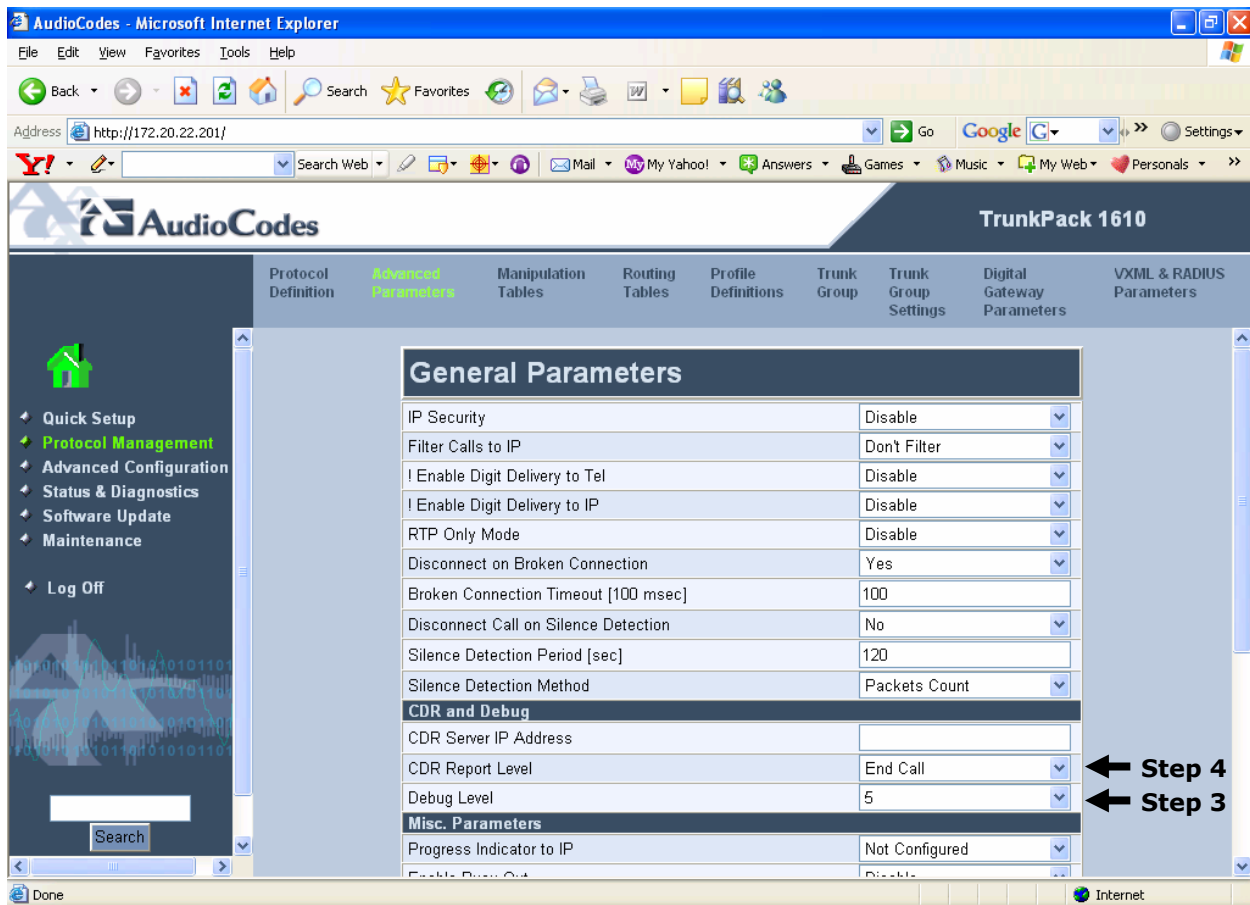 AudioCodes - Microsoft Internet Explorer
File Edit View Favorites Tools Help
Back Search Favorites
Address http://172.20.22.201/ Go Google G Settings
Y! Search Web Mail My My Yahoo! Answers Games Music My Web Personals
AudioCodes TrunkPack 1610
Protocol Definition Advanced Parameters Manipulation Tables Routing Tables Profile Definitions Trunk Group Trunk Group Settings Digital Gateway Parameters VXML & RADIUS Parameters
Quick Setup
Protocol Management
Advanced Configuration
Status & Diagnostics
Software Update
Maintenance
Log Off
Search
General Parameters
IP Security Disable
Filter Calls to IP Don't Filter
! Enable Digit Delivery to Tel Disable
! Enable Digit Delivery to IP Disable
RTP Only Mode Disable
Disconnect on Broken Connection Yes
Broken Connection Timeout [100 msec] 100
Disconnect Call on Silence Detection No
Silence Detection Period [sec] 120
Silence Detection Method Packets Count
CDR and Debug
CDR Server IP Address
CDR Report Level End Call Step 4
Debug Level 5 Step 3
Misc. Parameters
Progress Indicator to IP Not Configured
Done Internet